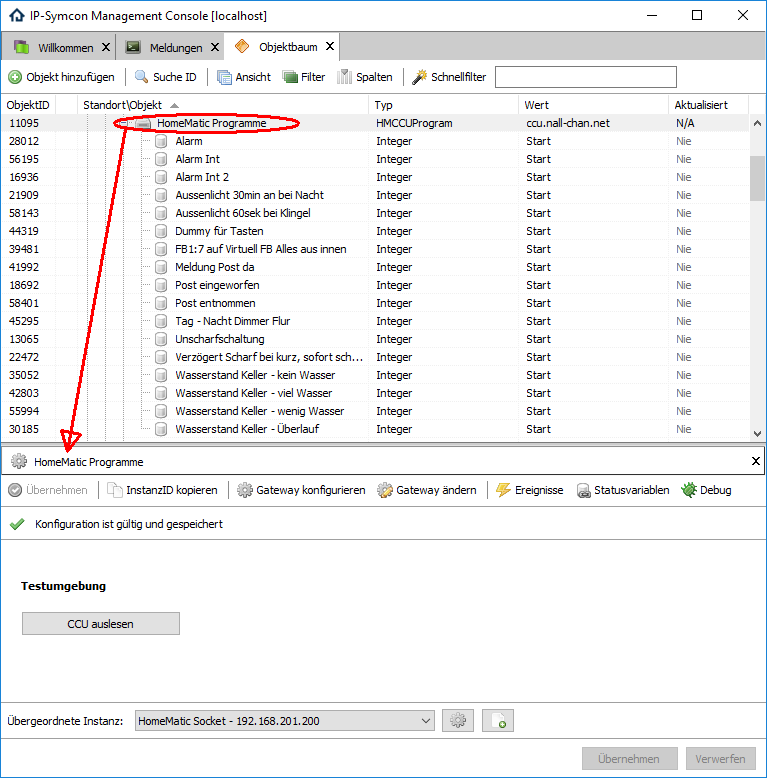 IP-Symcon Management Console [localhost]
Willkommen X Meldungen X Objektbaum X
Objekt hinzufügen Suche ID Ansicht Filter Spalten Schnellfilter
ObjektID Standort\Objekt Typ Wert Aktualisiert
11095 HomeMatic Programme HMCCUProgram ccu.nall-chan.net N/A
28012 Alarm Integer Start Nie
56195 Alarm Int Integer Start Nie
16936 Alarm Int 2 Integer Start Nie
21909 Aussenlicht 30min an bei Nacht Integer Start Nie
58143 Aussenlicht 60sek bei Klingel Integer Start Nie
44319 Dummy für Tasten Integer Start Nie
39481 FB1:7 auf Virtuell FB Alles aus innen Integer Start Nie
41992 Meldung Post da Integer Start Nie
18692 Post eingeworfen Integer Start Nie
58401 Post entnommen Integer Start Nie
45295 Tag - Nacht Dimmer Flur Integer Start Nie
13065 Unscharfschaltung Integer Start Nie
22472 Verzögert Scharf bei kurz, sofort sch... Integer Start Nie
35052 Wasserstand Keller - kein Wasser Integer Start Nie
42803 Wasserstand Keller - viel Wasser Integer Start Nie
55994 Wasserstand Keller - wenig Wasser Integer Start Nie
30185 Wasserstand Keller - Überlauf Integer Start Nie
HomeMatic Programme X
Übernehmen InstanzID kopieren Gateway konfigurieren Gateway ändern Ereignisse Statusvariablen Debug
Konfiguration ist gültig und gespeichert
Testumgebung
CCU auslesen
Übergeordnete Instanz: HomeMatic Socket - 192.168.201.200
Übernehmen Verwerfen